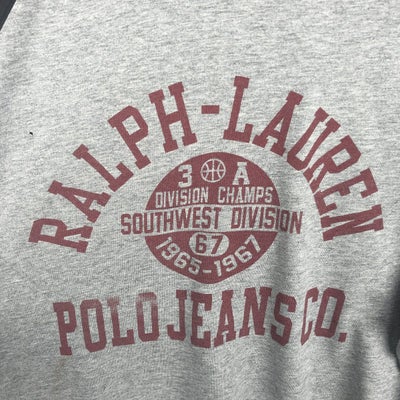 RALPH-LAUREN
3 A
DIVISION CHAMPS
SOUTHWEST DIVISION
67
1965-1967
POLO JEANS CO.